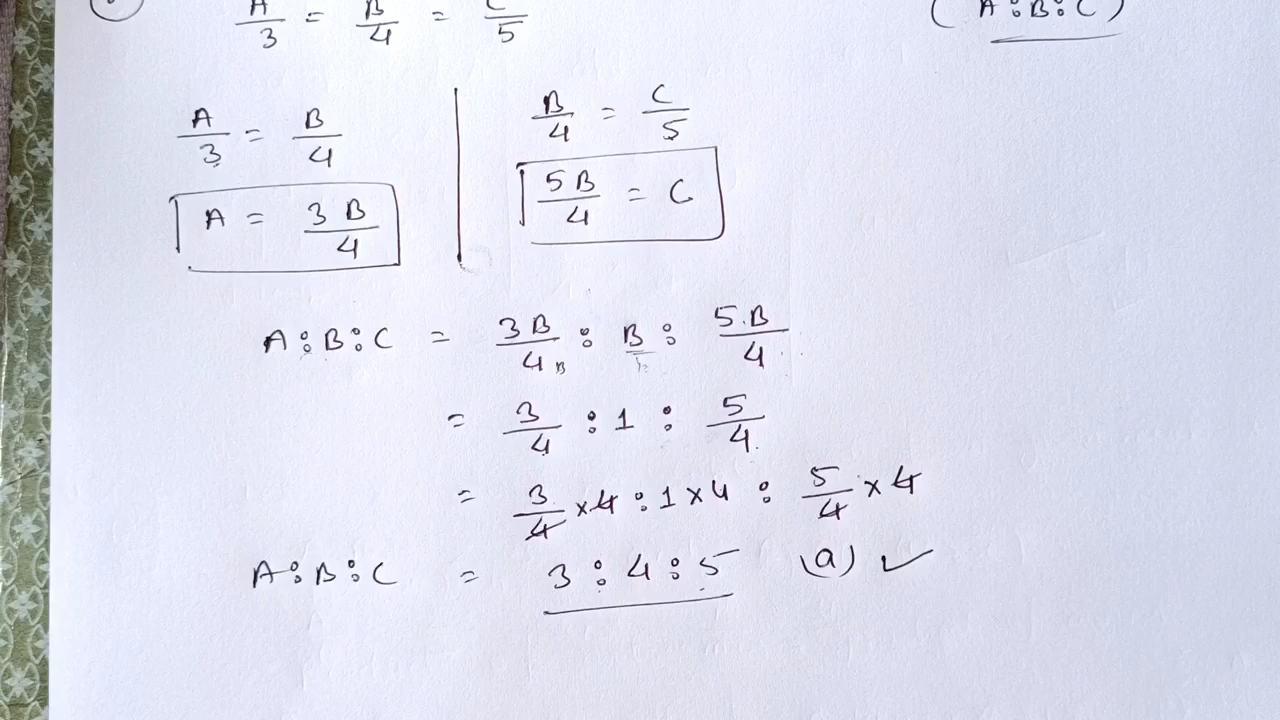 A/3 = B/4 = C/5 (A:B:C)
A/3 = B/4
A = 3B/4
B/4 = C/5
5B/4 = C
A:B:C = 3B/4 : B : 5.B/4
= 3/4 : 1 : 5/4
= 3/4 ×4 : 1×4 : 5/4 ×4
A:B:C = 3:4:5 (a) ✓